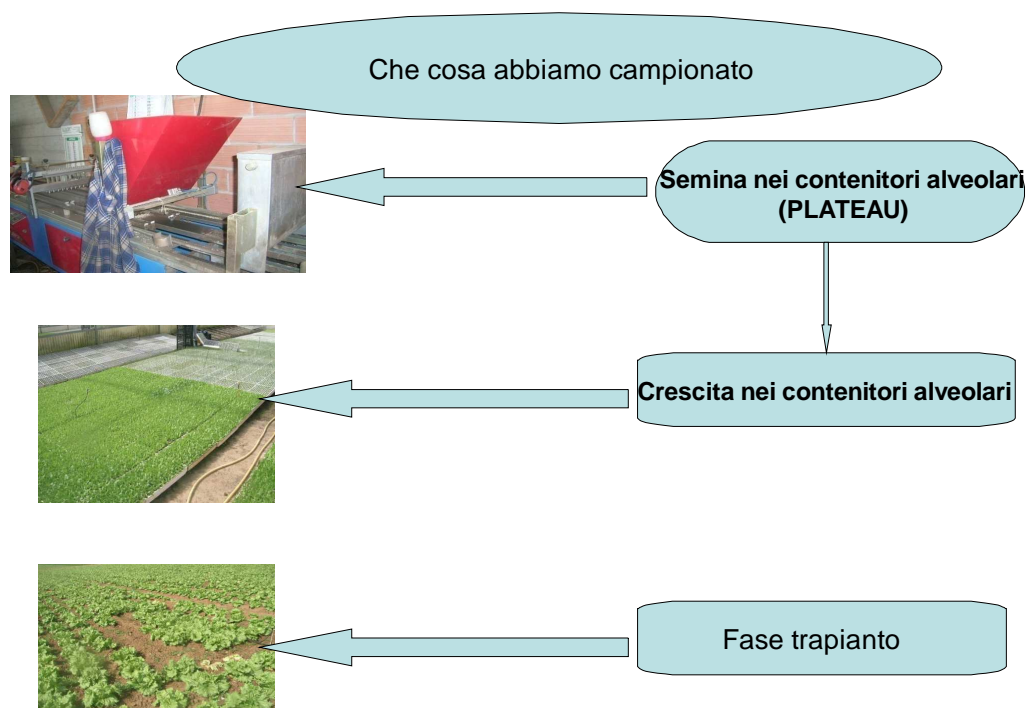 Che cosa abbiamo campionato
Semina nei contenitori alveolari
(PLATEAU)
Crescita nei contenitori alveolari
Fase trapianto